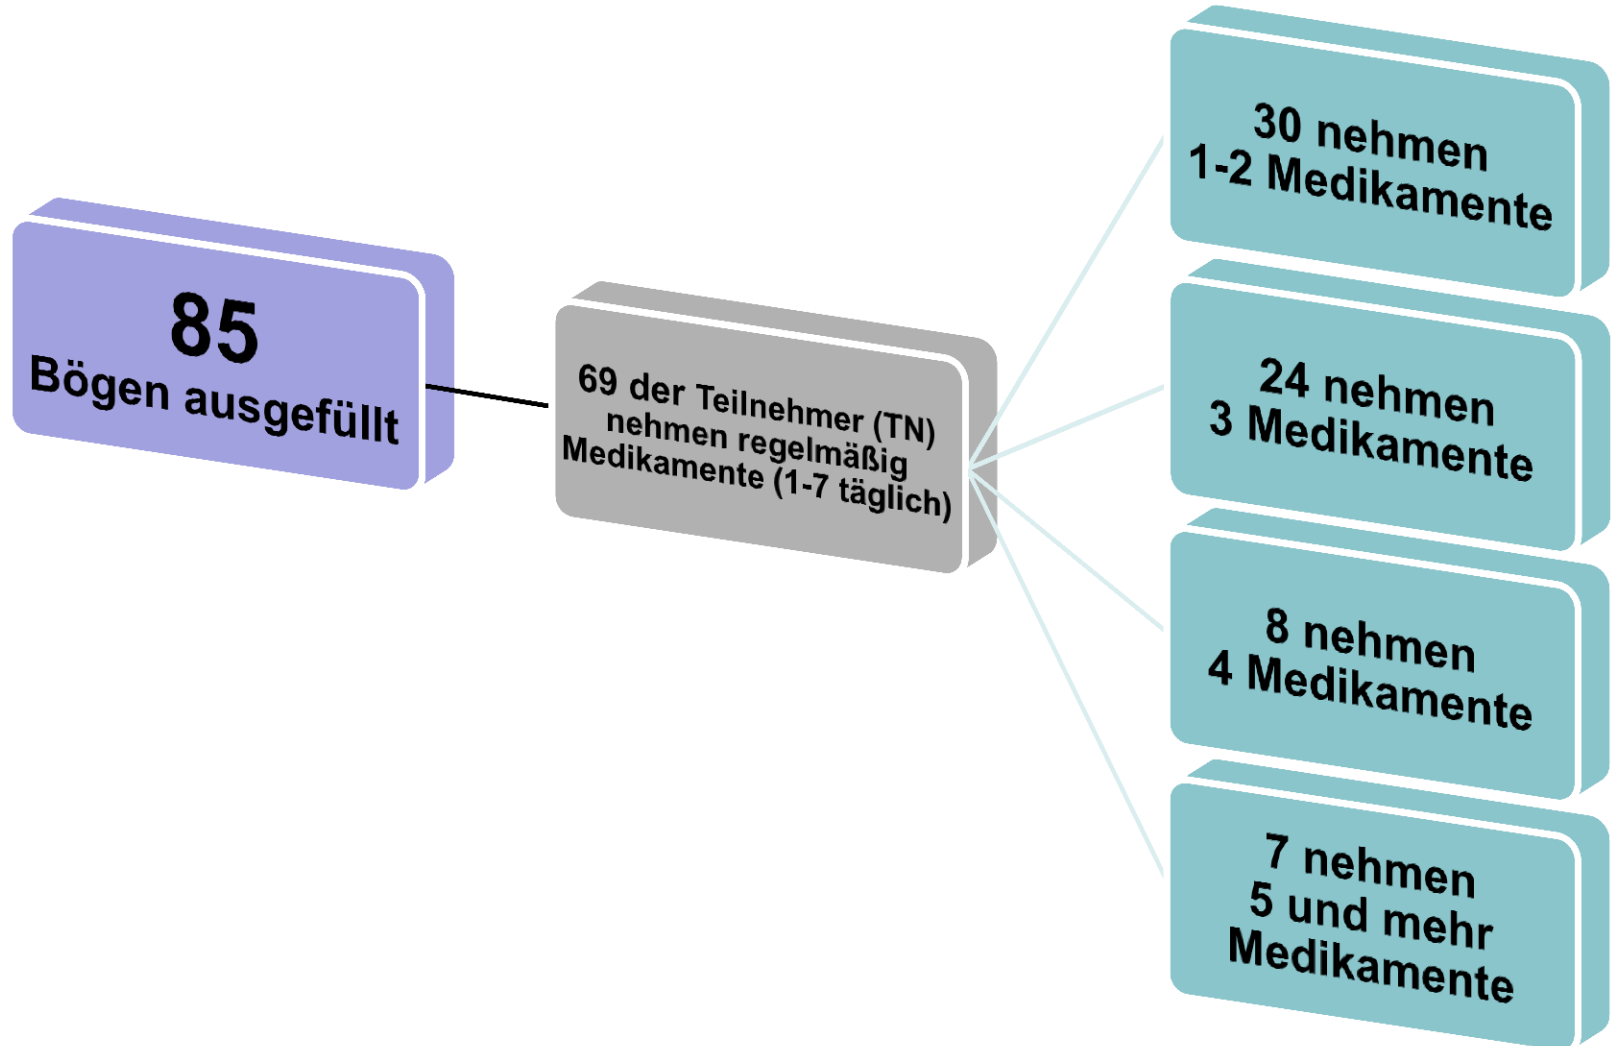 85
Bögen ausgefüllt
69 der Teilnehmer (TN)
nehmen regelmäßig
Medikamente (1-7 täglich)
30 nehmen
1-2 Medikamente
24 nehmen
3 Medikamente
8 nehmen
4 Medikamente
7 nehmen
5 und mehr
Medikamente